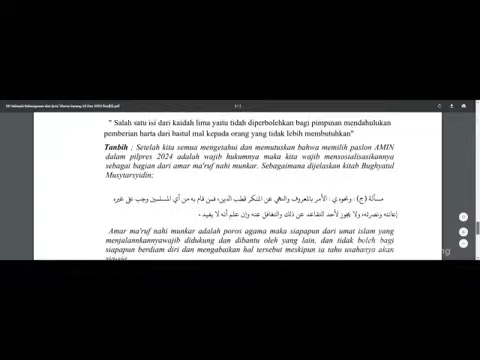 " Salah satu isi dari kaidah lima yaitu tidak diperbolehkan bagi pimpinan mendahulukan
pemberian harta dari baitul mal kepada orang yang tidak lebih membutuhkan"
Tanbih ; Setelah kita semua mengetahui dan memutuskan bahwa memilih paslon AMIN
dalam pilpres 2024 adalah wajib hukumnya maka kita wajib mensosialisasikannya
sebagai bagian dari amar ma'ruf nahi munkar. Sebagaimana dijelaskan kitab Bughyatul
Musytarsyidin;
مسألة (ج) : ونحوه ي : الأمر بالمعروف والنهي عن المنكر قطب الدين، فمن قام به من أي المسلمين وجب على غيره
إعانته ونصرته ولا يجوز لأحد التقاعد عن ذلك والتغافل عنه وإن علم أنه لا يفيد ،
Amar ma'ruf nahi munkar adalah poros agama maka siapapun dari umat islam yang
menjalannkannyawajib didukung dan dibantu oleh yang lain, dan tidak boleh bagi
siapapun berdiam diri dan mengabaikan hal tersebut meskipun ia tahu usahanya akan